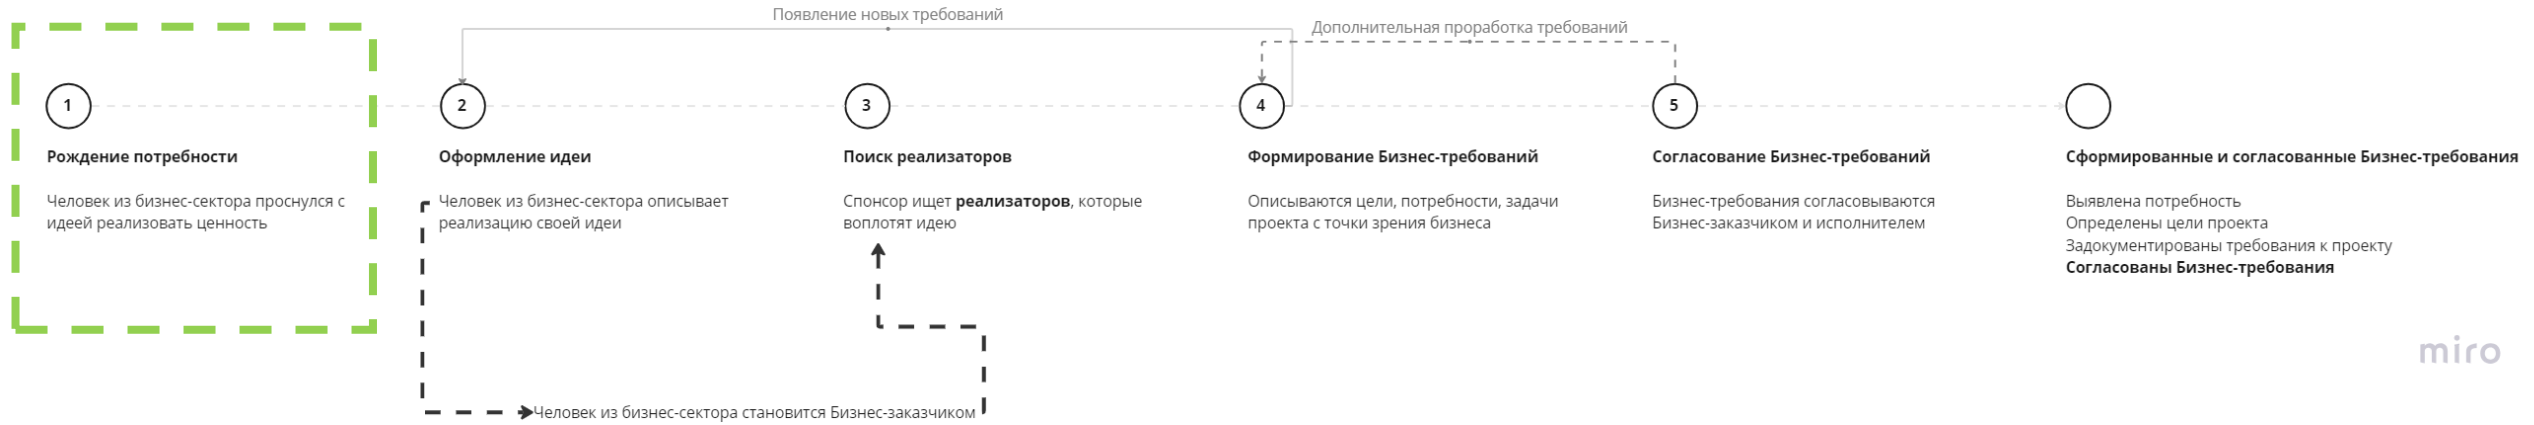 Появление новых требований
Дополнительная проработка требований
1
2
3
4
5
Рождение потребности
Человек из бизнес-сектора проснулся с
идеей реализовать ценность
Оформление идеи
Человек из бизнес-сектора описывает
реализацию своей идеи
Поиск реализаторов
Спонсор ищет реализаторов, которые
воплотят идею
Формирование Бизнес-требований
Описываются цели, потребности, задачи
проекта с точки зрения бизнеса
Согласование Бизнес-требований
Бизнес-требования согласовываются
Бизнес-заказчиком и исполнителем
Сформированные и согласованные Бизнес-требования
Выявлена потребность
Определены цели проекта
Задокументированы требования к проекту
Согласованы Бизнес-требования
Человек из бизнес-сектора становится Бизнес-заказчиком
miro